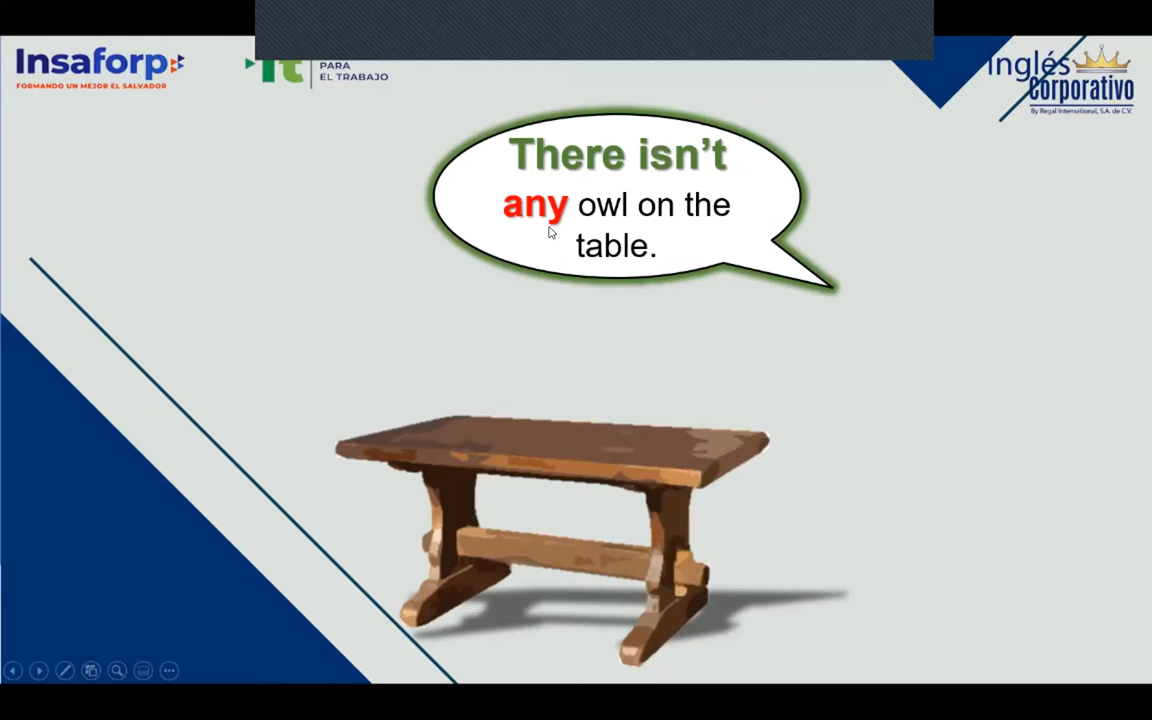 Insaforp
FORMANDO UN MEJOR EL SALVADOR
PARA
EL TRABAJO
Inglés
Corporativo
By Regal International, S.A. de C.V.
There isn't
any owl on the
table.